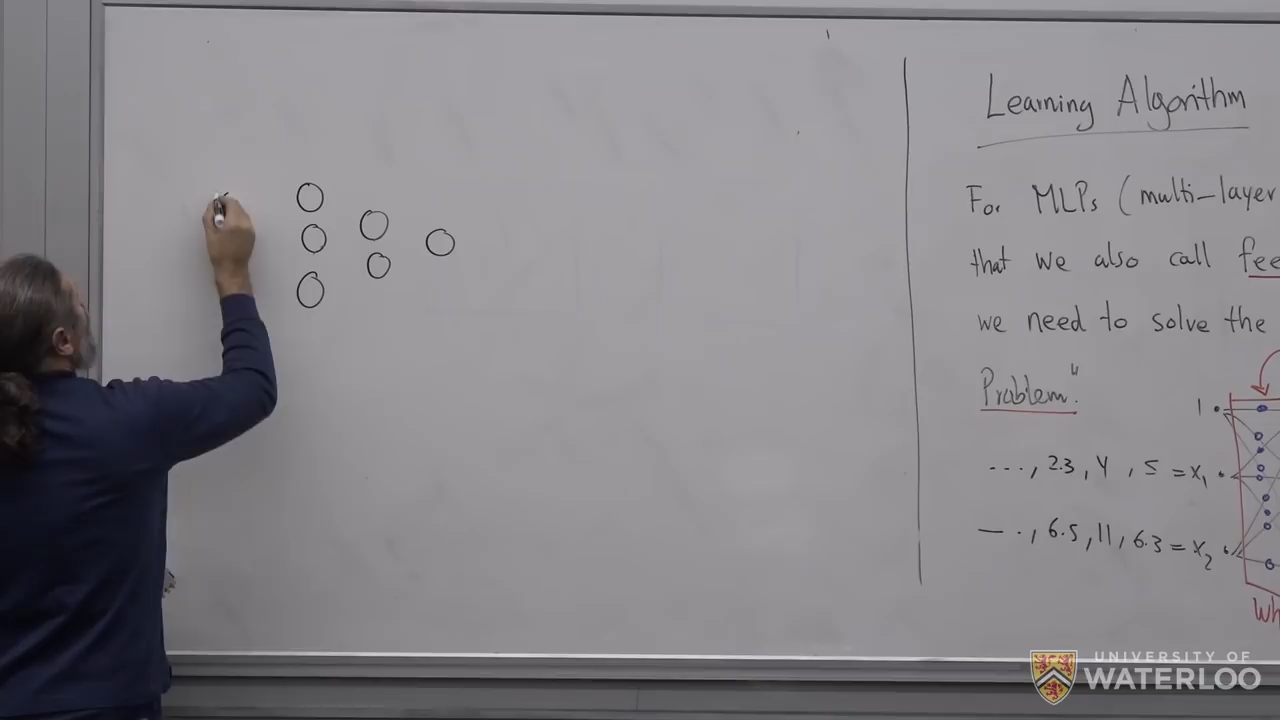 Learning Algorithm
For MLPs (multi-layer
that we also call
we need to solve the
Problem."
1
..., 2.3, 4, 5 = x₁
— ., 6.5, 11, 6.3 = x₂
UNIVERSITY OF
WATERLOO